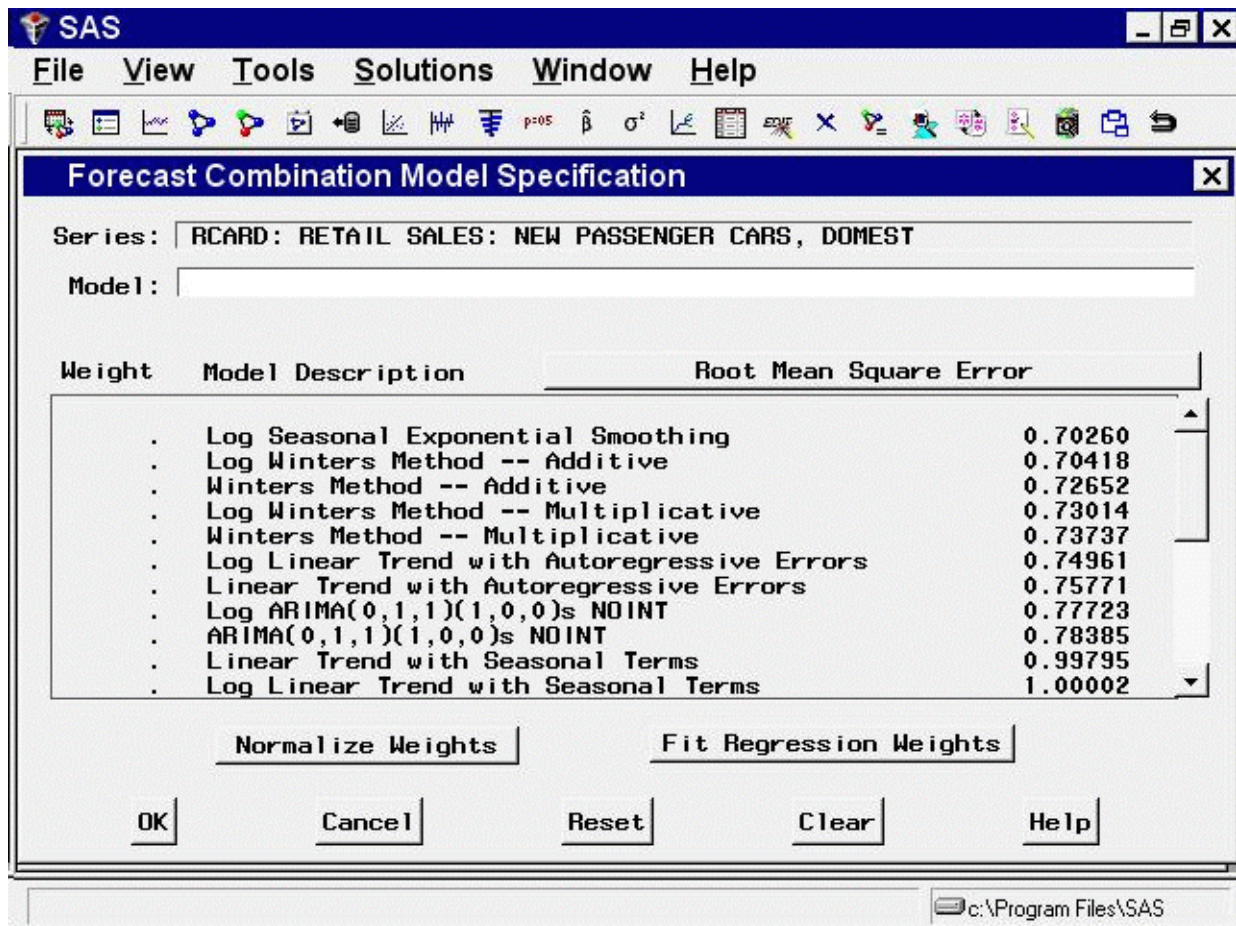 SAS
File View Tools Solutions Window Help
p=05 β̂ σ² EDIT
Forecast Combination Model Specification
Series: RCARD: RETAIL SALES: NEW PASSENGER CARS, DOMEST
Model:
Weight Model Description Root Mean Square Error
. Log Seasonal Exponential Smoothing 0.70260
. Log Winters Method -- Additive 0.70418
. Winters Method -- Additive 0.72652
. Log Winters Method -- Multiplicative 0.73014
. Winters Method -- Multiplicative 0.73737
. Log Linear Trend with Autoregressive Errors 0.74961
. Linear Trend with Autoregressive Errors 0.75771
. Log ARIMA(0,1,1)(1,0,0)s NOINT 0.77723
. ARIMA(0,1,1)(1,0,0)s NOINT 0.78385
. Linear Trend with Seasonal Terms 0.99795
. Log Linear Trend with Seasonal Terms 1.00002
Normalize Weights Fit Regression Weights
OK Cancel Reset Clear Help
c:\Program Files\SAS